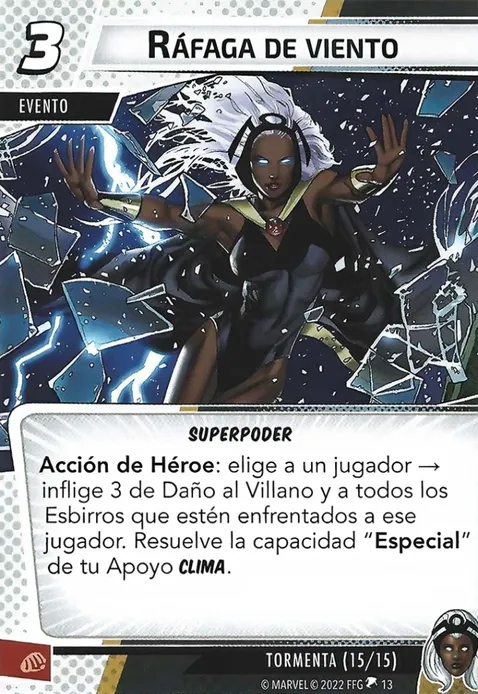 3
RÁFAGA DE VIENTO
EVENTO
SUPERPODER
Acción de Héroe: elige a un jugador →
inflige 3 de Daño al Villano y a todos los
Esbirros que estén enfrentados a ese
jugador. Resuelve la capacidad “Especial”
de tu Apoyo CLIMA.
TORMENTA (15/15)
© MARVEL © 2022 FFG 13